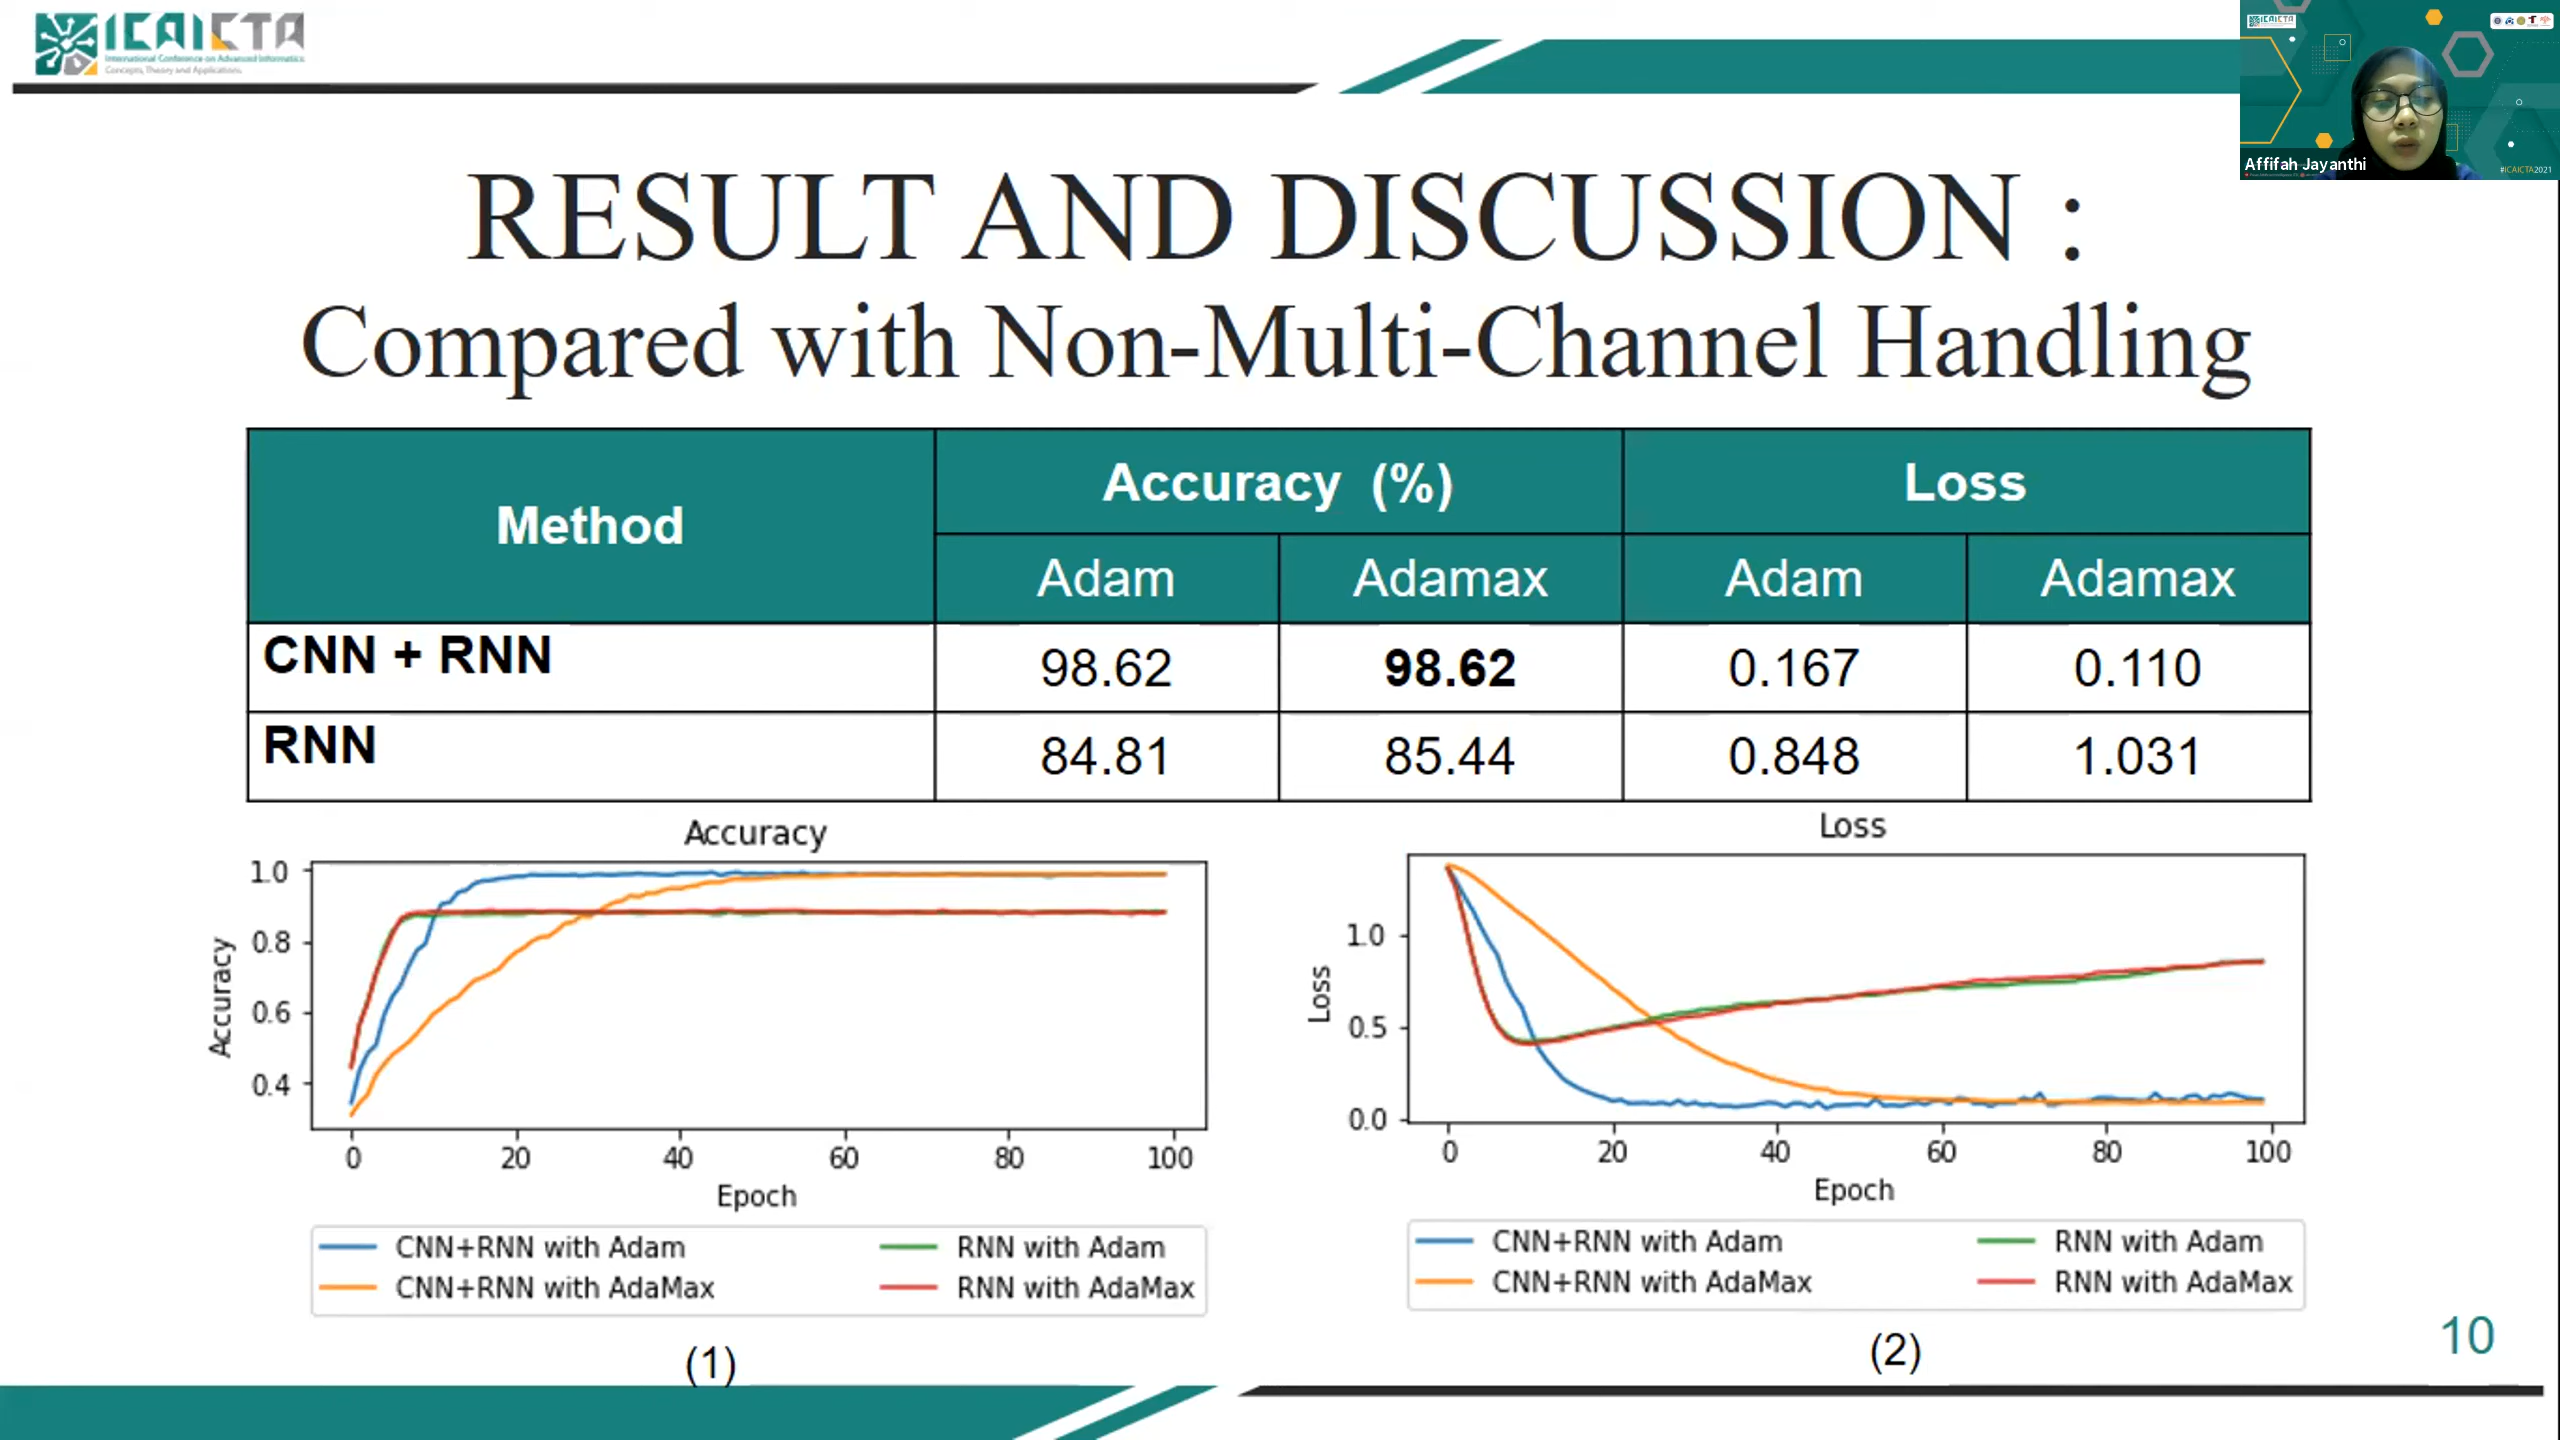 ICAICTA
International Conference on Advanced Informatics
Concepts, Theory and Applications
ICAICTA
Affifah Jayanthi
#ICAICTA2021
RESULT AND DISCUSSION :
Compared with Non-Multi-Channel Handling
Method Accuracy (%) Loss
Adam Adamax Adam Adamax
CNN + RNN 98.62 98.62 0.167 0.110
RNN 84.81 85.44 0.848 1.031
Accuracy
1.0
0.8
0.6
0.4
Accuracy
0 20 40 60 80 100
Epoch
CNN+RNN with Adam RNN with Adam
CNN+RNN with AdaMax RNN with AdaMax
(1)
Loss
1.0
0.5
0.0
Loss
0 20 40 60 80 100
Epoch
CNN+RNN with Adam RNN with Adam
CNN+RNN with AdaMax RNN with AdaMax
(2)
10